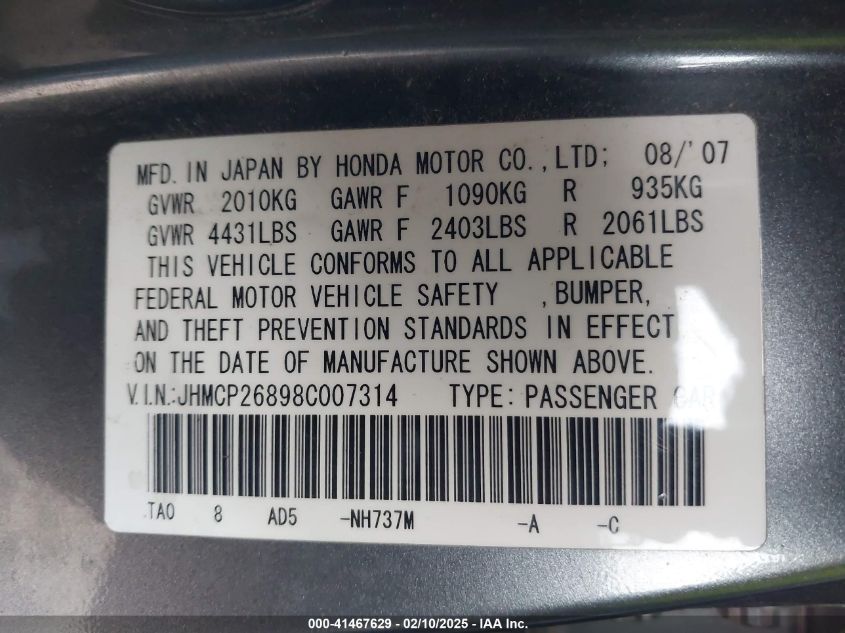 MFD. IN JAPAN BY HONDA MOTOR CO.,LTD; 08/'07
GVWR 2010KG GAWR F 1090KG R 935KG
GVWR 4431LBS GAWR F 2403LBS R 2061LBS
THIS VEHICLE CONFORMS TO ALL APPLICABLE
FEDERAL MOTOR VEHICLE SAFETY , BUMPER,
AND THEFT PREVENTION STANDARDS IN EFFECT
ON THE DATE OF MANUFACTURE SHOWN ABOVE.
V.I.N.:JHMCP26898C007314 TYPE: PASSENGER CAR
TA0 8 AD5 -NH737M -A -C
000-41467629 - 02/10/2025 - IAA Inc.